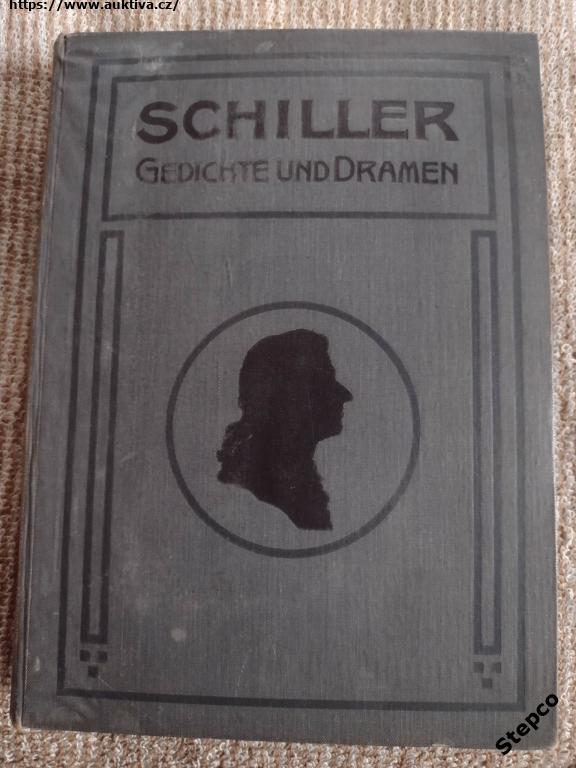 https://www.auktiva.cz/
SCHILLER
GEDICHTE UND DRAMEN
Stepco